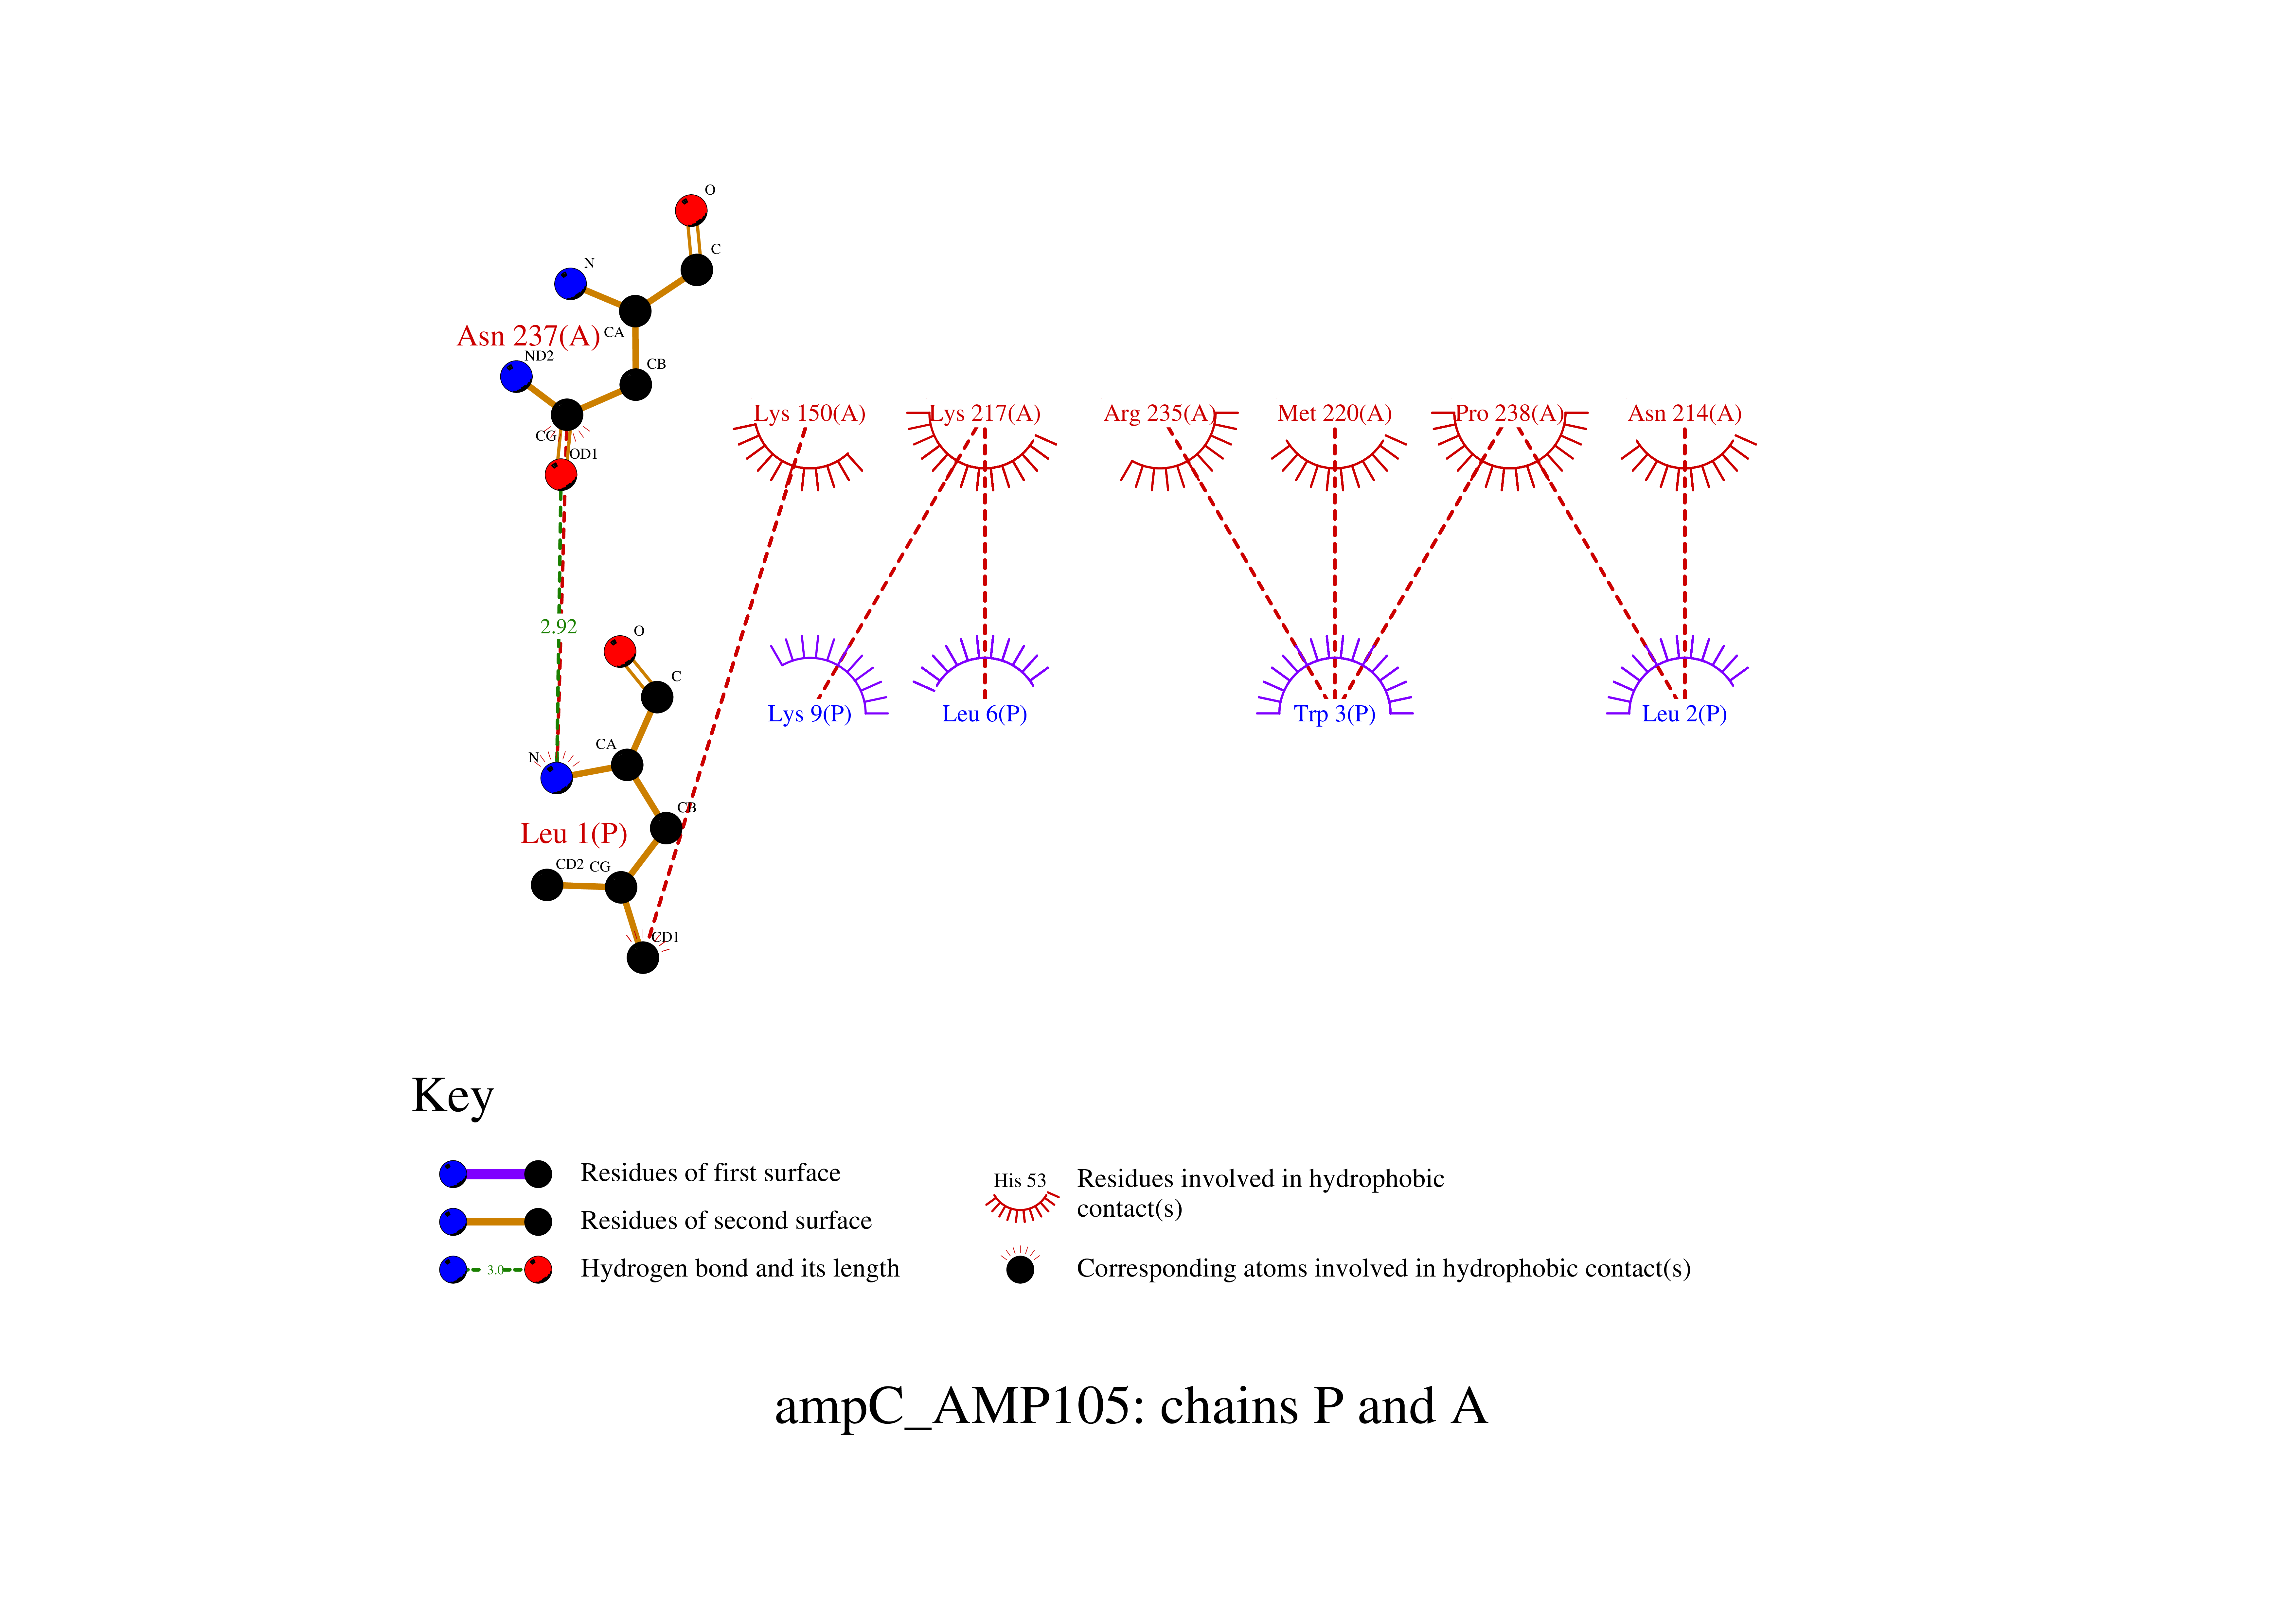 O
C
N
CA
Asn 237(A)
ND2
CB
CG
OD1
Lys 150(A) Lys 217(A) Arg 235(A) Met 220(A) Pro 238(A) Asn 214(A)
2.92
O
C
CA
N
Lys 9(P) Leu 6(P) Trp 3(P) Leu 2(P)
CB
Leu 1(P)
CD2 CG
CD1
Key
Residues of first surface
Residues of second surface
3.0 Hydrogen bond and its length
His 53 Residues involved in hydrophobic
contact(s)
Corresponding atoms involved in hydrophobic contact(s)
ampC_AMP105: chains P and A